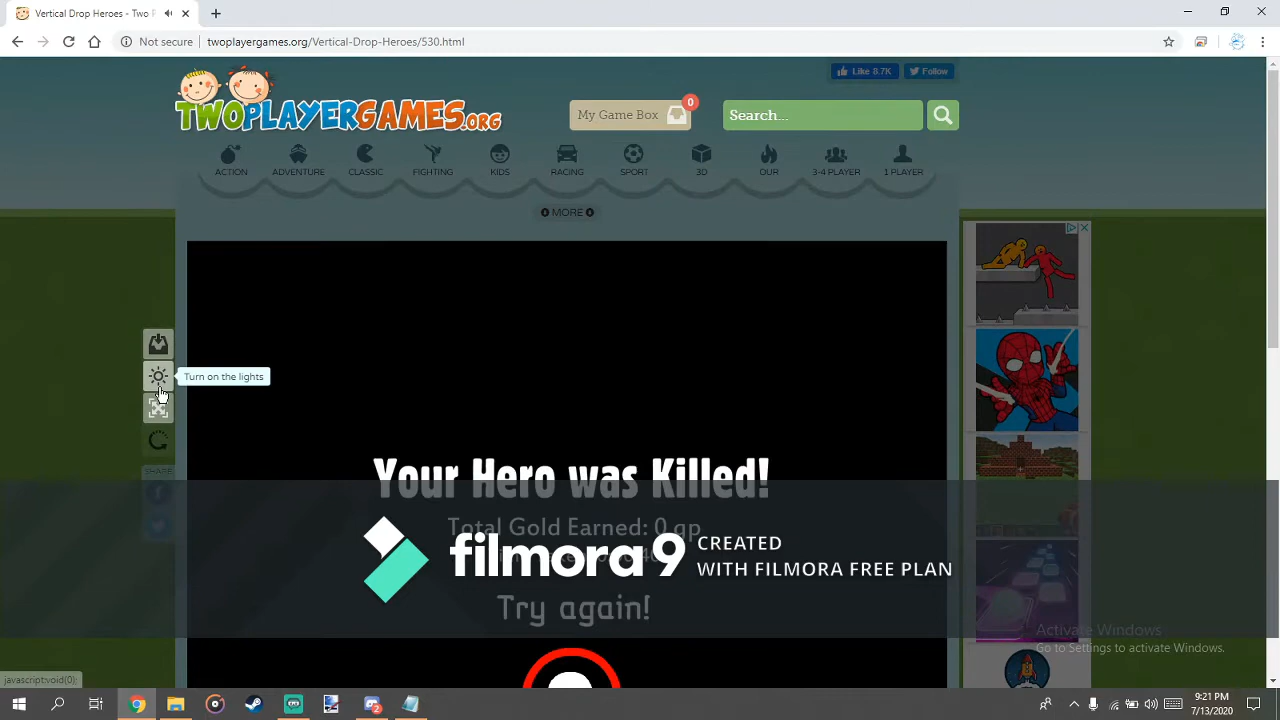 Vertical Drop Heroes - Two F
Not secure
twoplayergames.org/Vertical-Drop-Heroes/530.html
Like 8.7K
Follow
TWOPLAYERGAMES.ORG
My Game Box
0
Search...
ACTION
ADVENTURE
CLASSIC
FIGHTING
KIDS
RACING
SPORT
3D
OUR
3-4 PLAYER
1 PLAYER
MORE
Turn on the lights
SHARE
Your Hero was Killed!
Total Gold Earned: 0 gp
filmora9
CREATED
WITH FILMORA FREE PLAN
Try again!
Activate Windows
Go to Settings to activate Windows.
javascript:void(0);
2
9:21 PM
7/13/2020